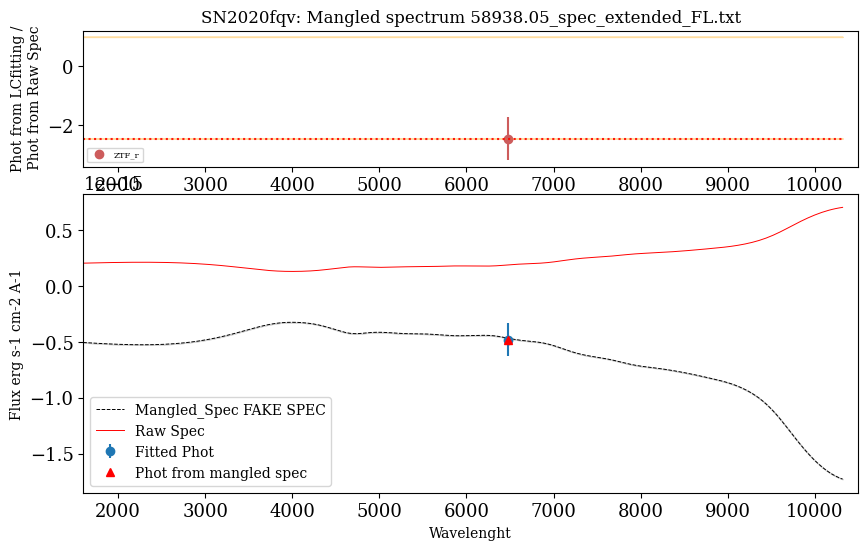 SN2020fqv: Mangled spectrum 58938.05_spec_extended_FL.txt
Phot from LCfitting /
Phot from Raw Spec
0
−2
ZTF_r
2000 3000 4000 5000 6000 7000 8000 9000 10000
1e−15
Flux erg s-1 cm-2 A-1
0.5
0.0
−0.5
−1.0
−1.5
Mangled_Spec FAKE SPEC
Raw Spec
Fitted Phot
Phot from mangled spec
2000 3000 4000 5000 6000 7000 8000 9000 10000
Wavelenght